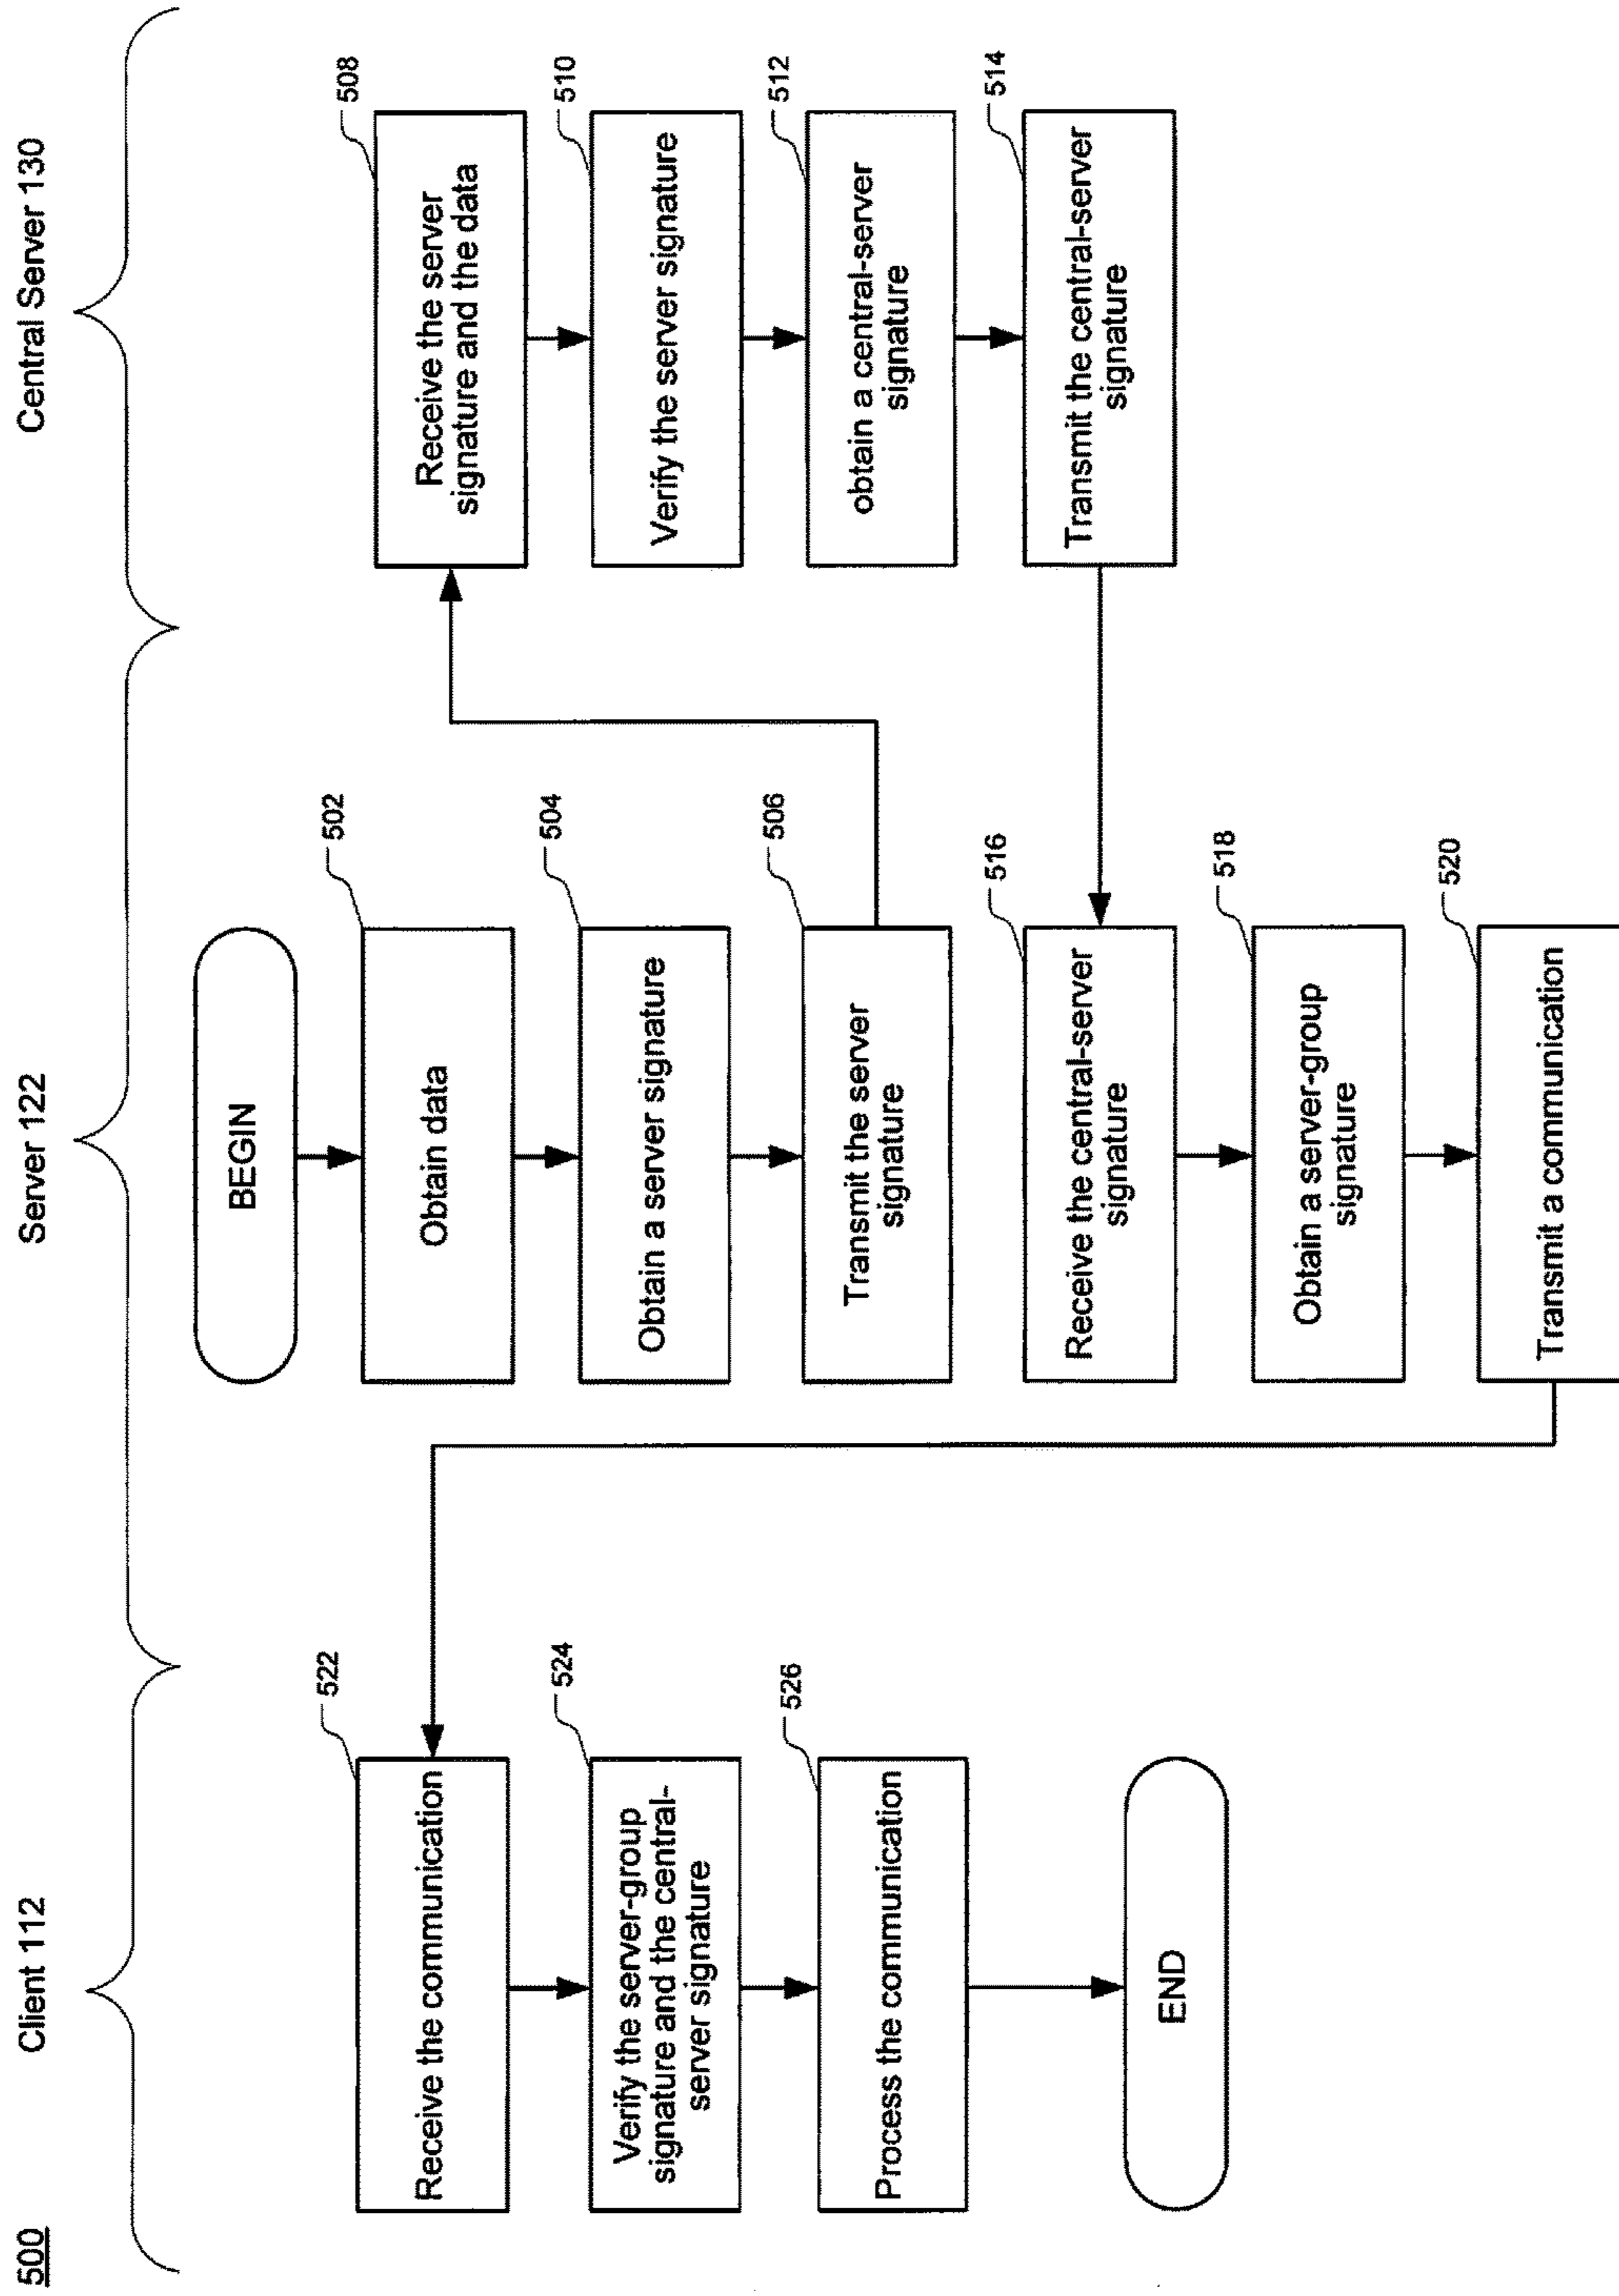 500
Client 112
Server 122
Central Server 130
522
Receive the communication
524
Verify the server-group
signature and the central-
server signature
526
Process the communication
END
BEGIN
502
Obtain data
504
Obtain a server signature
506
Transmit the server
signature
516
Receive the central-server
signature
518
Obtain a server-group
signature
520
Transmit a communication
508
Receive the server
signature and the data
510
Verify the server signature
512
obtain a central-server
signature
514
Transmit the central-server
signature